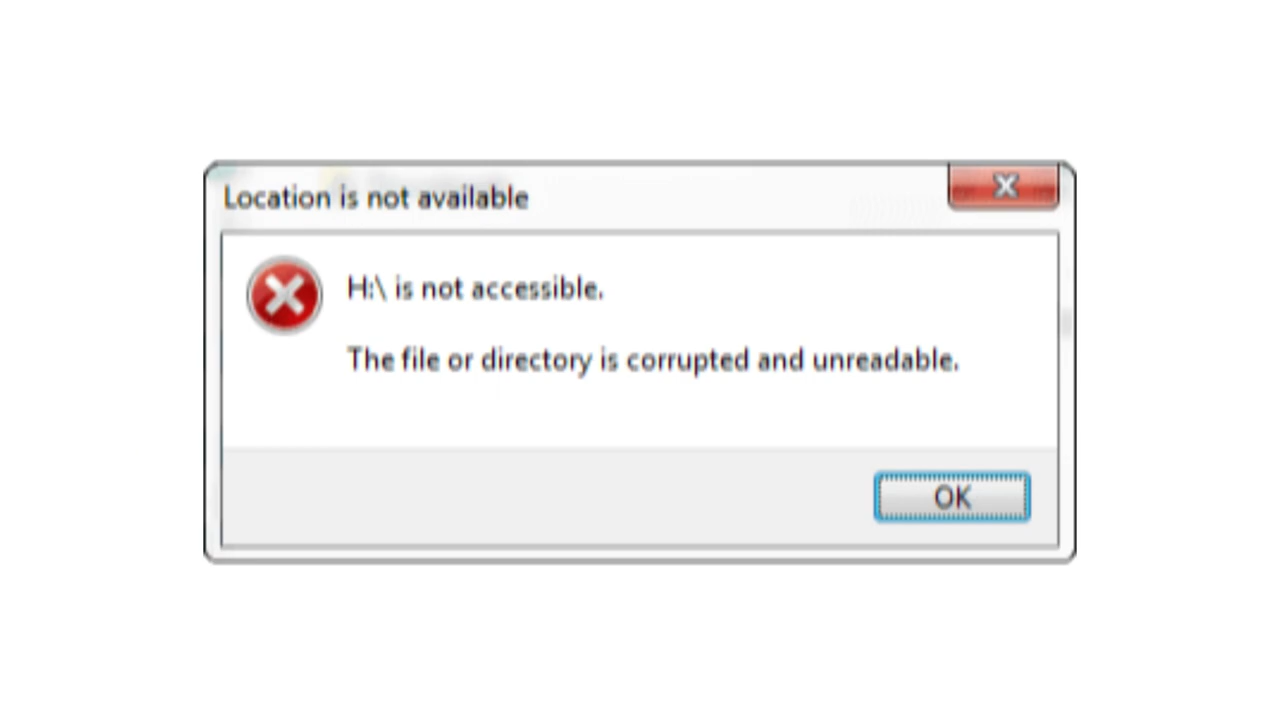 Location is not available
H:\ is not accessible.
The file or directory is corrupted and unreadable.
OK